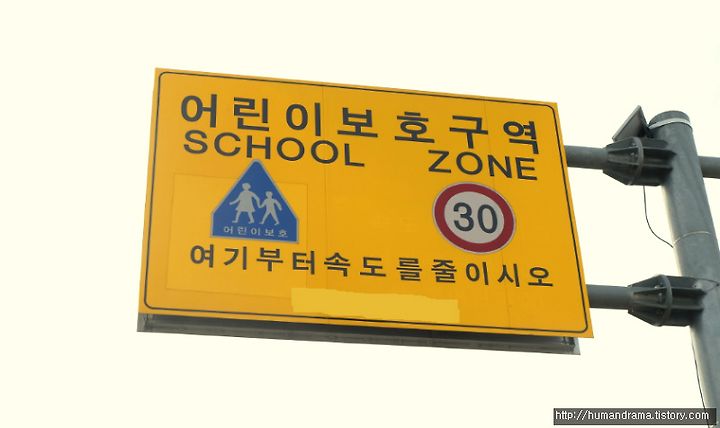 어린이보호구역
SCHOOL ZONE
어린이보호
30
여기부터속도를줄이시오
http://humandrama.tistory.com